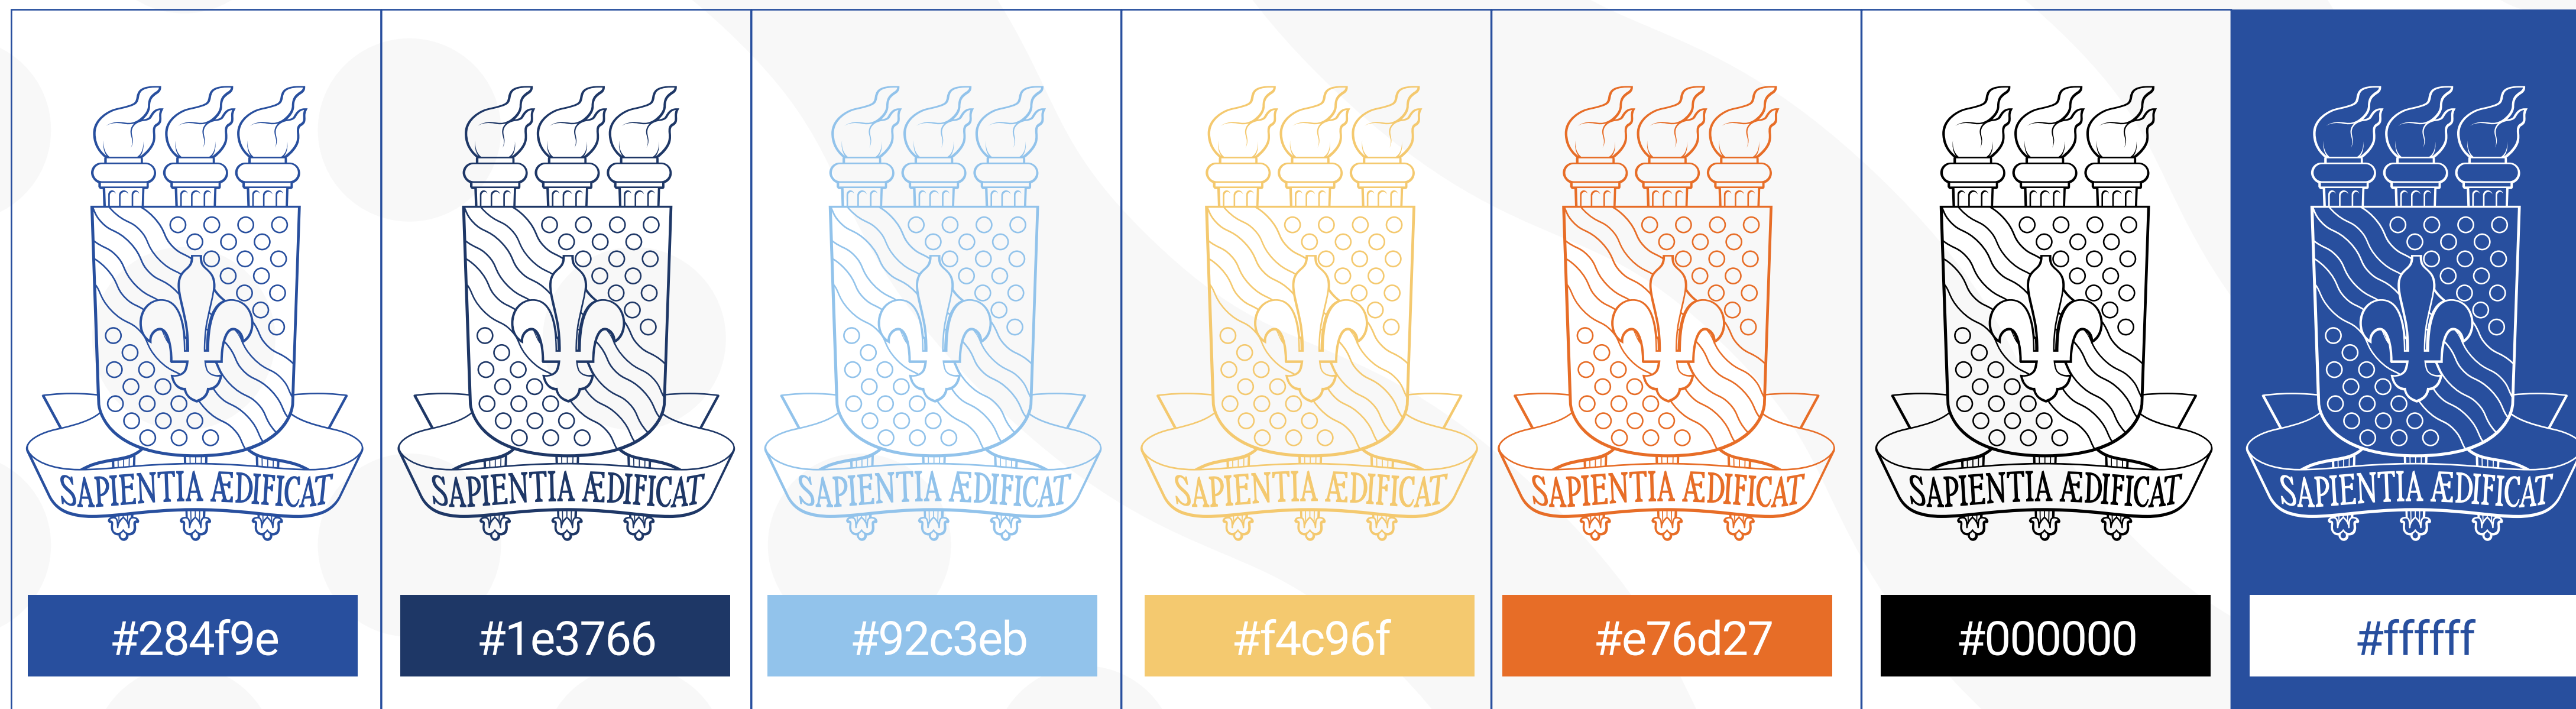 SAPIENTIA ÆDIFICAT
SAPIENTIA ÆDIFICAT
SAPIENTIA ÆDIFICAT
SAPIENTIA ÆDIFICAT
SAPIENTIA ÆDIFICAT
SAPIENTIA ÆDIFICAT
SAPIENTIA ÆDIFICAT
#284f9e
#1e3766
#92c3eb
#f4c96f
#e76d27
#000000
#ffffff